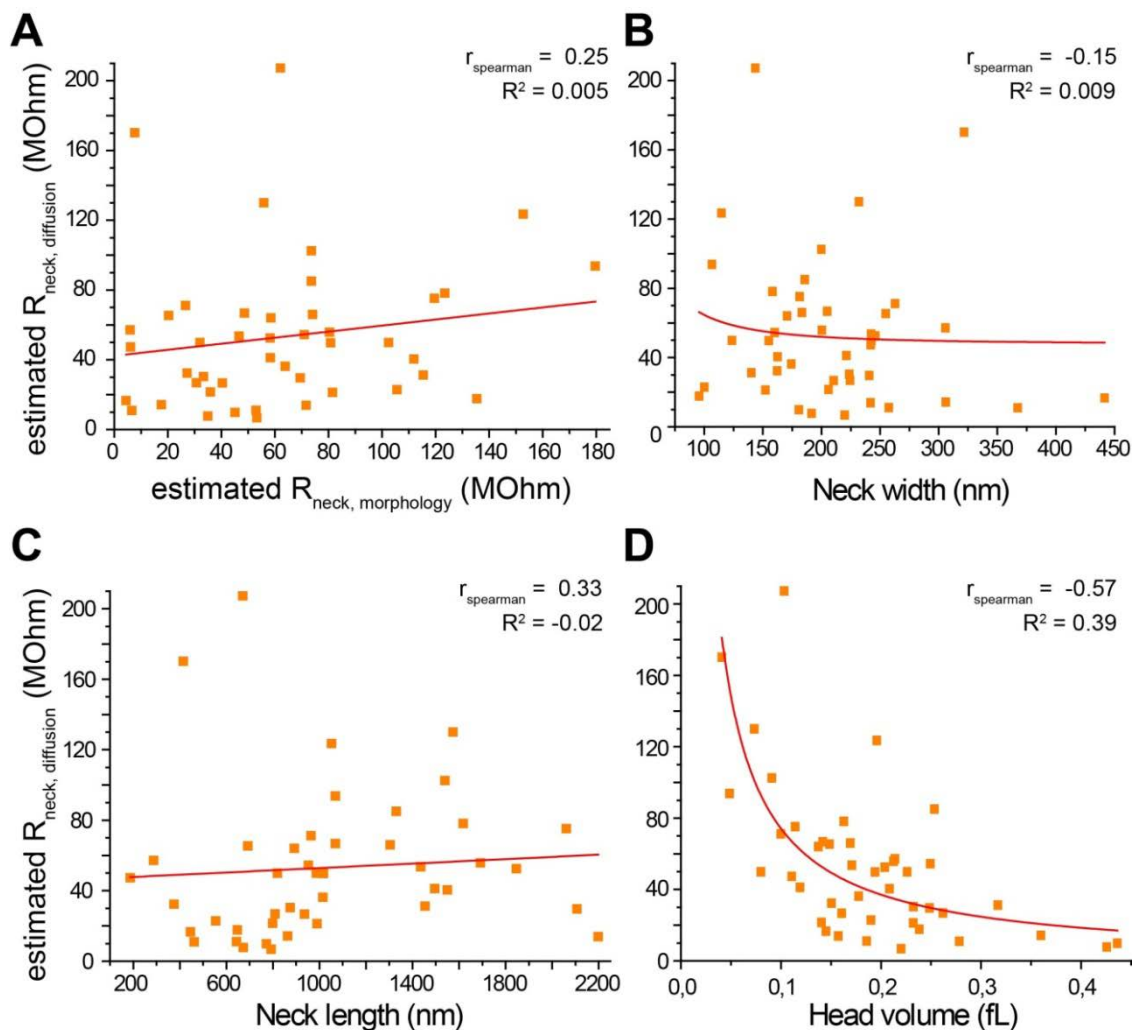 A
r_spearman = 0.25
R² = 0.005
estimated R_neck, diffusion (MOhm)
200
160
120
80
40
0
0 20 40 60 80 100 120 140 160 180
estimated R_neck, morphology (MOhm)
B
r_spearman = -0.15
R² = 0.009
200
160
120
80
40
0
100 150 200 250 300 350 400 450
Neck width (nm)
C
r_spearman = 0.33
R² = -0.02
estimated R_neck, diffusion (MOhm)
200
160
120
80
40
0
200 600 1000 1400 1800 2200
Neck length (nm)
D
r_spearman = -0.57
R² = 0.39
200
160
120
80
40
0
0,0 0,1 0,2 0,3 0,4
Head volume (fL)